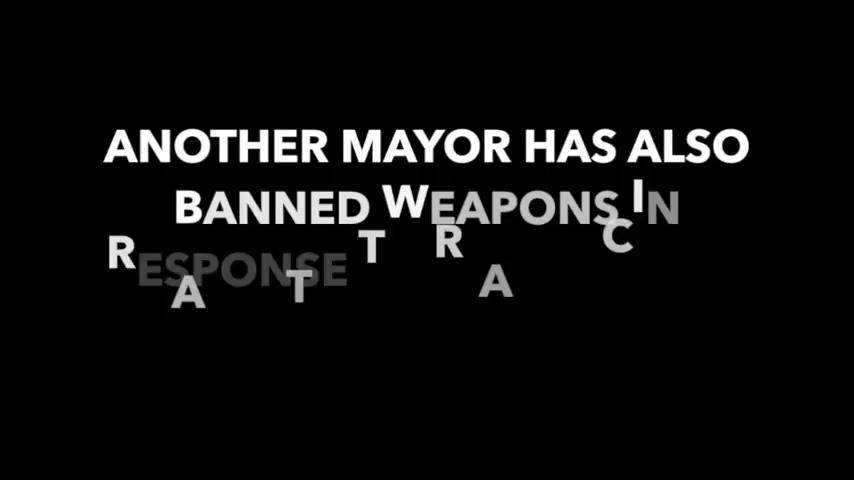 ANOTHER MAYOR HAS ALSO
BANNED WEAPONS IN
RESPONSE